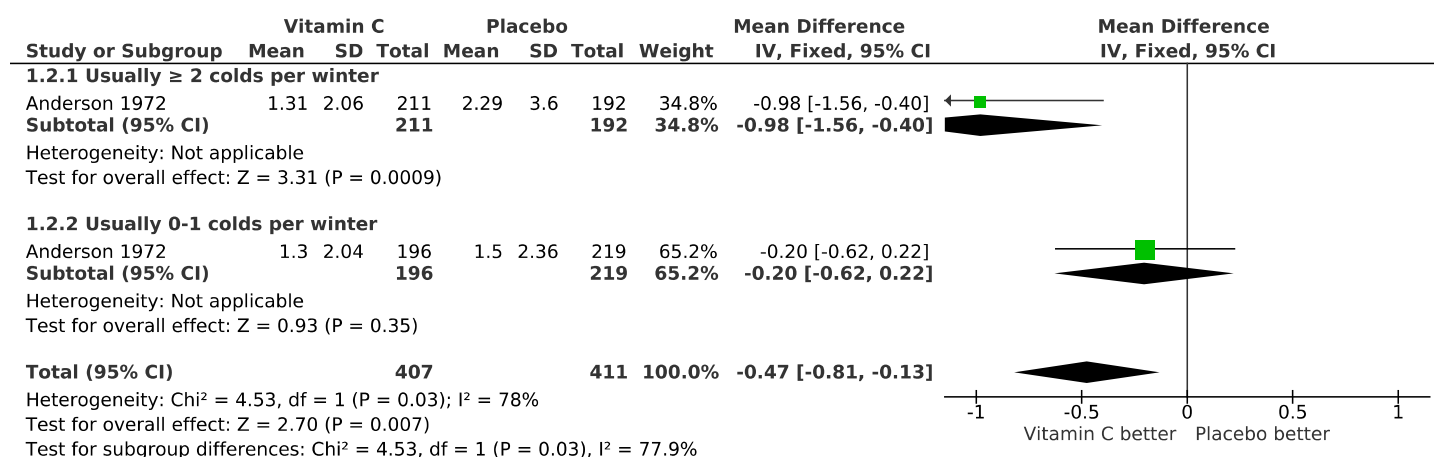 Vitamin C Placebo Mean Difference Mean Difference
Study or Subgroup Mean SD Total Mean SD Total Weight IV, Fixed, 95% CI IV, Fixed, 95% CI
1.2.1 Usually ≥ 2 colds per winter
Anderson 1972 1.31 2.06 211 2.29 3.6 192 34.8% -0.98 [-1.56, -0.40]
Subtotal (95% CI) 211 192 34.8% -0.98 [-1.56, -0.40]
Heterogeneity: Not applicable
Test for overall effect: Z = 3.31 (P = 0.0009)
1.2.2 Usually 0-1 colds per winter
Anderson 1972 1.3 2.04 196 1.5 2.36 219 65.2% -0.20 [-0.62, 0.22]
Subtotal (95% CI) 196 219 65.2% -0.20 [-0.62, 0.22]
Heterogeneity: Not applicable
Test for overall effect: Z = 0.93 (P = 0.35)
Total (95% CI) 407 411 100.0% -0.47 [-0.81, -0.13]
Heterogeneity: Chi² = 4.53, df = 1 (P = 0.03); I² = 78%
Test for overall effect: Z = 2.70 (P = 0.007)
Test for subgroup differences: Chi² = 4.53, df = 1 (P = 0.03), I² = 77.9%
-1 -0.5 0 0.5 1
Vitamin C better Placebo better